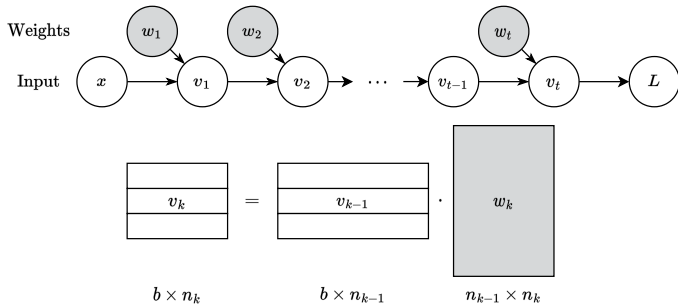 Weights w₁ w₂ wₜ
Input x v₁ v₂ ⋯ vₜ₋₁ vₜ L
vₖ = vₖ₋₁ · wₖ
b × nₖ b × nₖ₋₁ nₖ₋₁ × nₖ